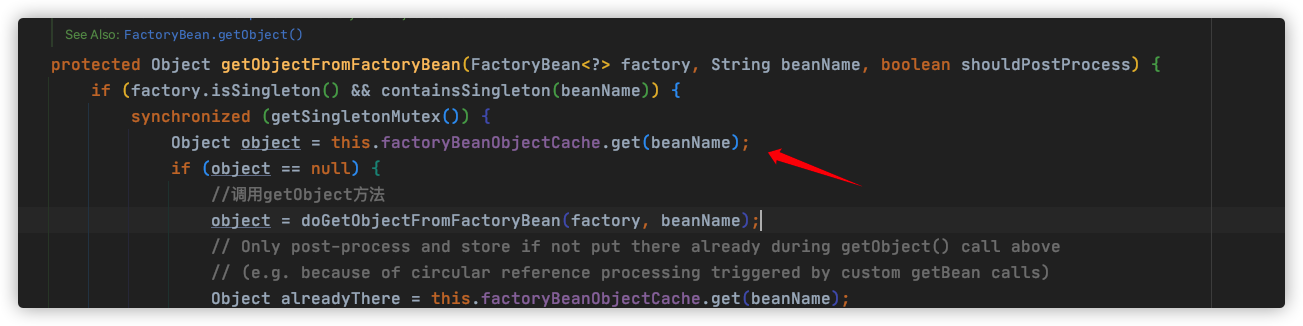 See Also: FactoryBean.getObject()
protected Object getObjectFromFactoryBean(FactoryBean<?> factory, String beanName, boolean shouldPostProcess) {
if (factory.isSingleton() && containsSingleton(beanName)) {
synchronized (getSingletonMutex()) {
Object object = this.factoryBeanObjectCache.get(beanName);
if (object == null) {
//调用getObject方法
object = doGetObjectFromFactoryBean(factory, beanName);
// Only post-process and store if not put there already during getObject() call above
// (e.g. because of circular reference processing triggered by custom getBean calls)
Object alreadyThere = this.factoryBeanObjectCache.get(beanName);